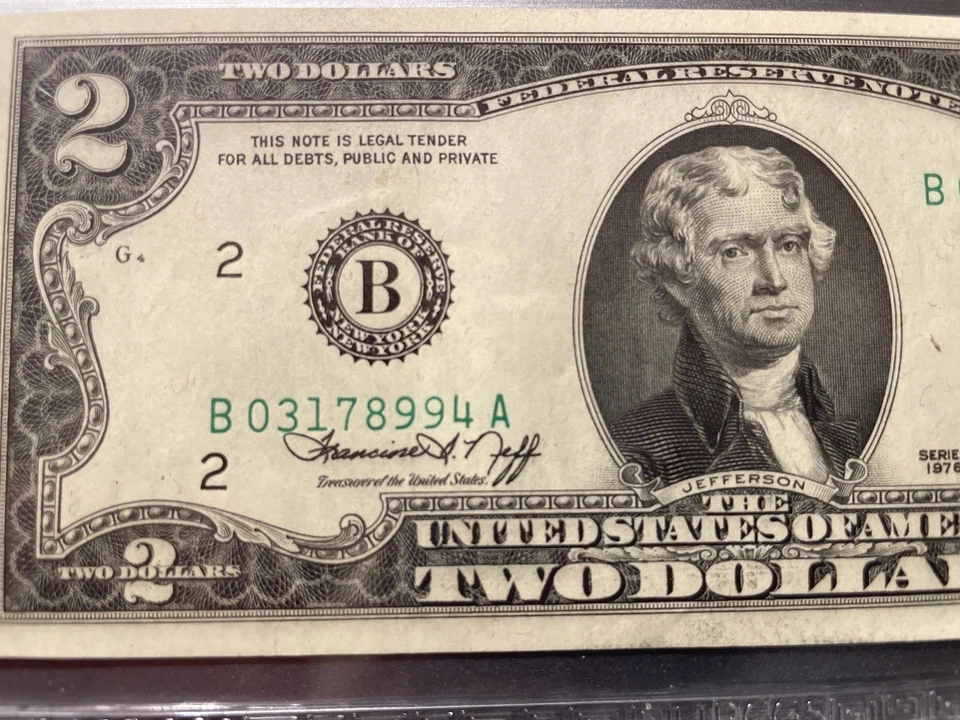 2
TWO DOLLARS
FEDERAL RESERVE NOTE
THIS NOTE IS LEGAL TENDER
FOR ALL DEBTS, PUBLIC AND PRIVATE
B
G4
2
FEDERAL RESERVE
BANK OF
B
NEW YORK
NEW YORK
B03178994A
Francine I. Neff
2
Treasurer of the United States.
SERIE
1976
JEFFERSON
THE
UNITED STATES OF AME
2
TWO DOLLARS
TWO DOLLA